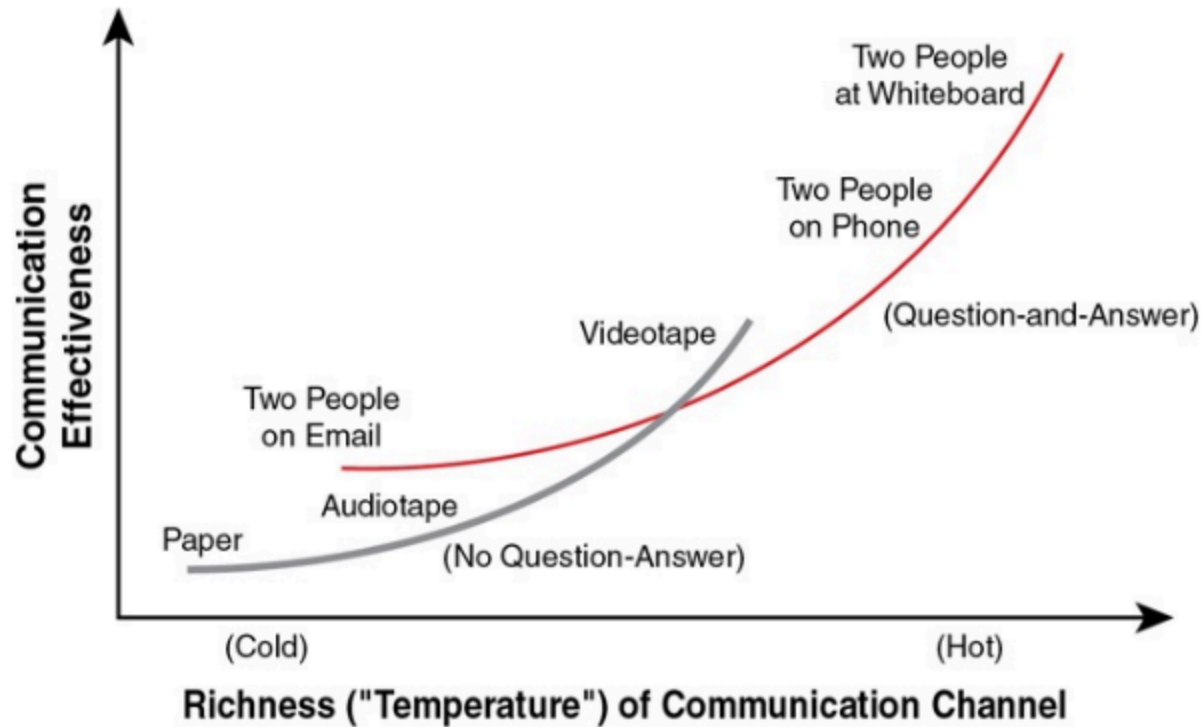 Communication
Effectiveness
Two People
at Whiteboard
Two People
on Phone
(Question-and-Answer)
Videotape
Two People
on Email
Audiotape
Paper
(No Question-Answer)
(Cold)
(Hot)
Richness ("Temperature") of Communication Channel